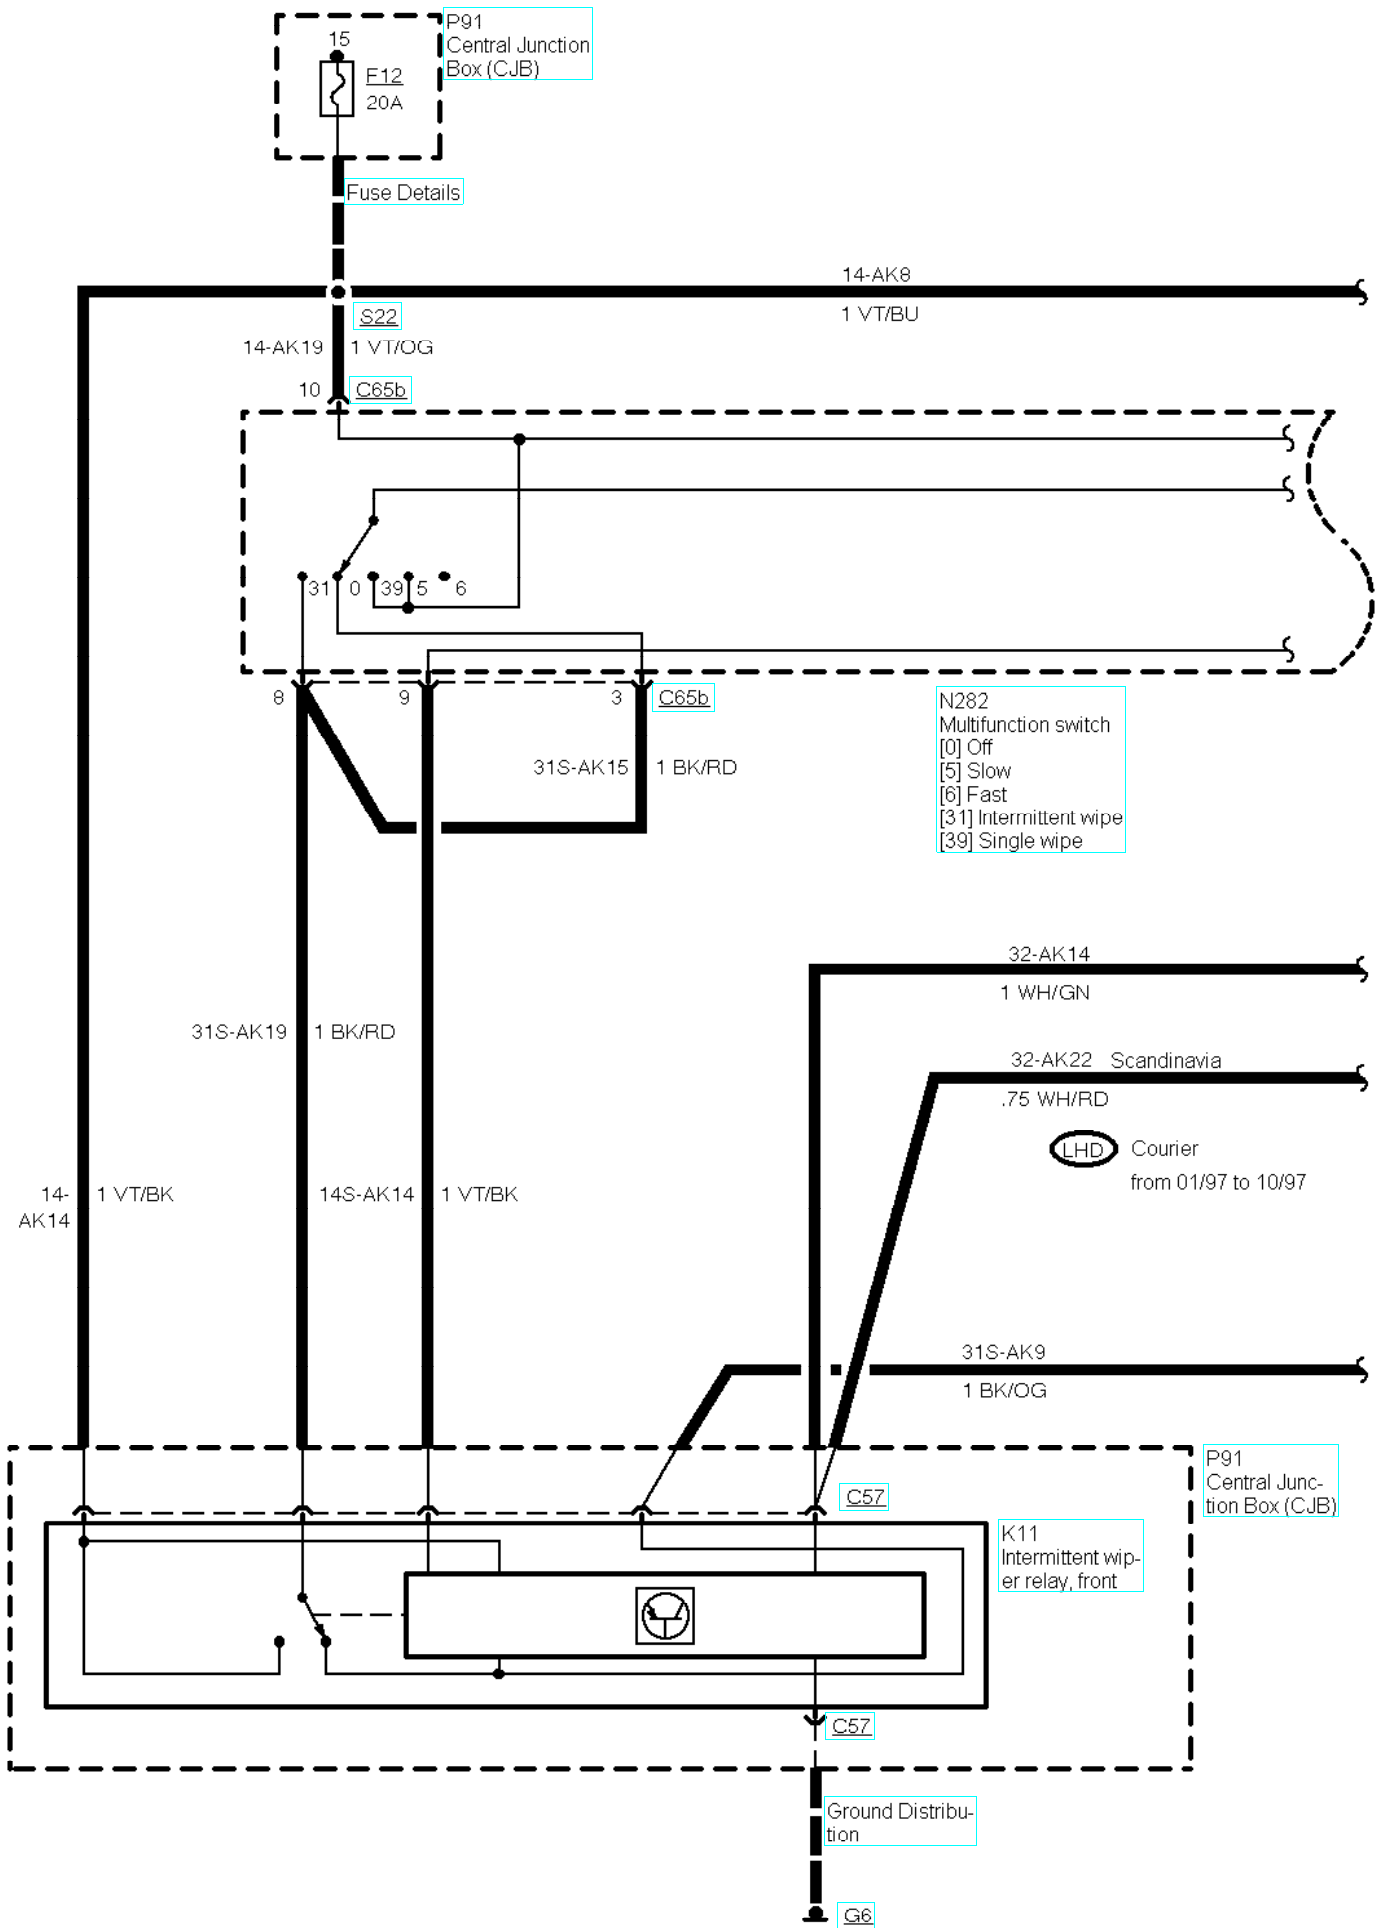 P91
Central Junction
Box (CJB)
15
F12
20A
Fuse Details
14-AK8
1 VT/BU
S22
14-AK19 1 VT/OG
10 C65b
31 0 39 5 6
8 9 3 C65b
N282
Multifunction switch
[0] Off
[5] Slow
[6] Fast
[31] Intermittent wipe
[39] Single wipe
31S-AK15 1 BK/RD
32-AK14
1 WH/GN
31S-AK19 1 BK/RD
32-AK22 Scandinavia
.75 WH/RD
LHD Courier
from 01/97 to 10/97
14-
AK14
1 VT/BK
14S-AK14 1 VT/BK
31S-AK9
1 BK/OG
P91
Central Junc-
tion Box (CJB)
C57
K11
Intermittent wip-
er relay, front
C57
Ground Distribu-
tion
G6